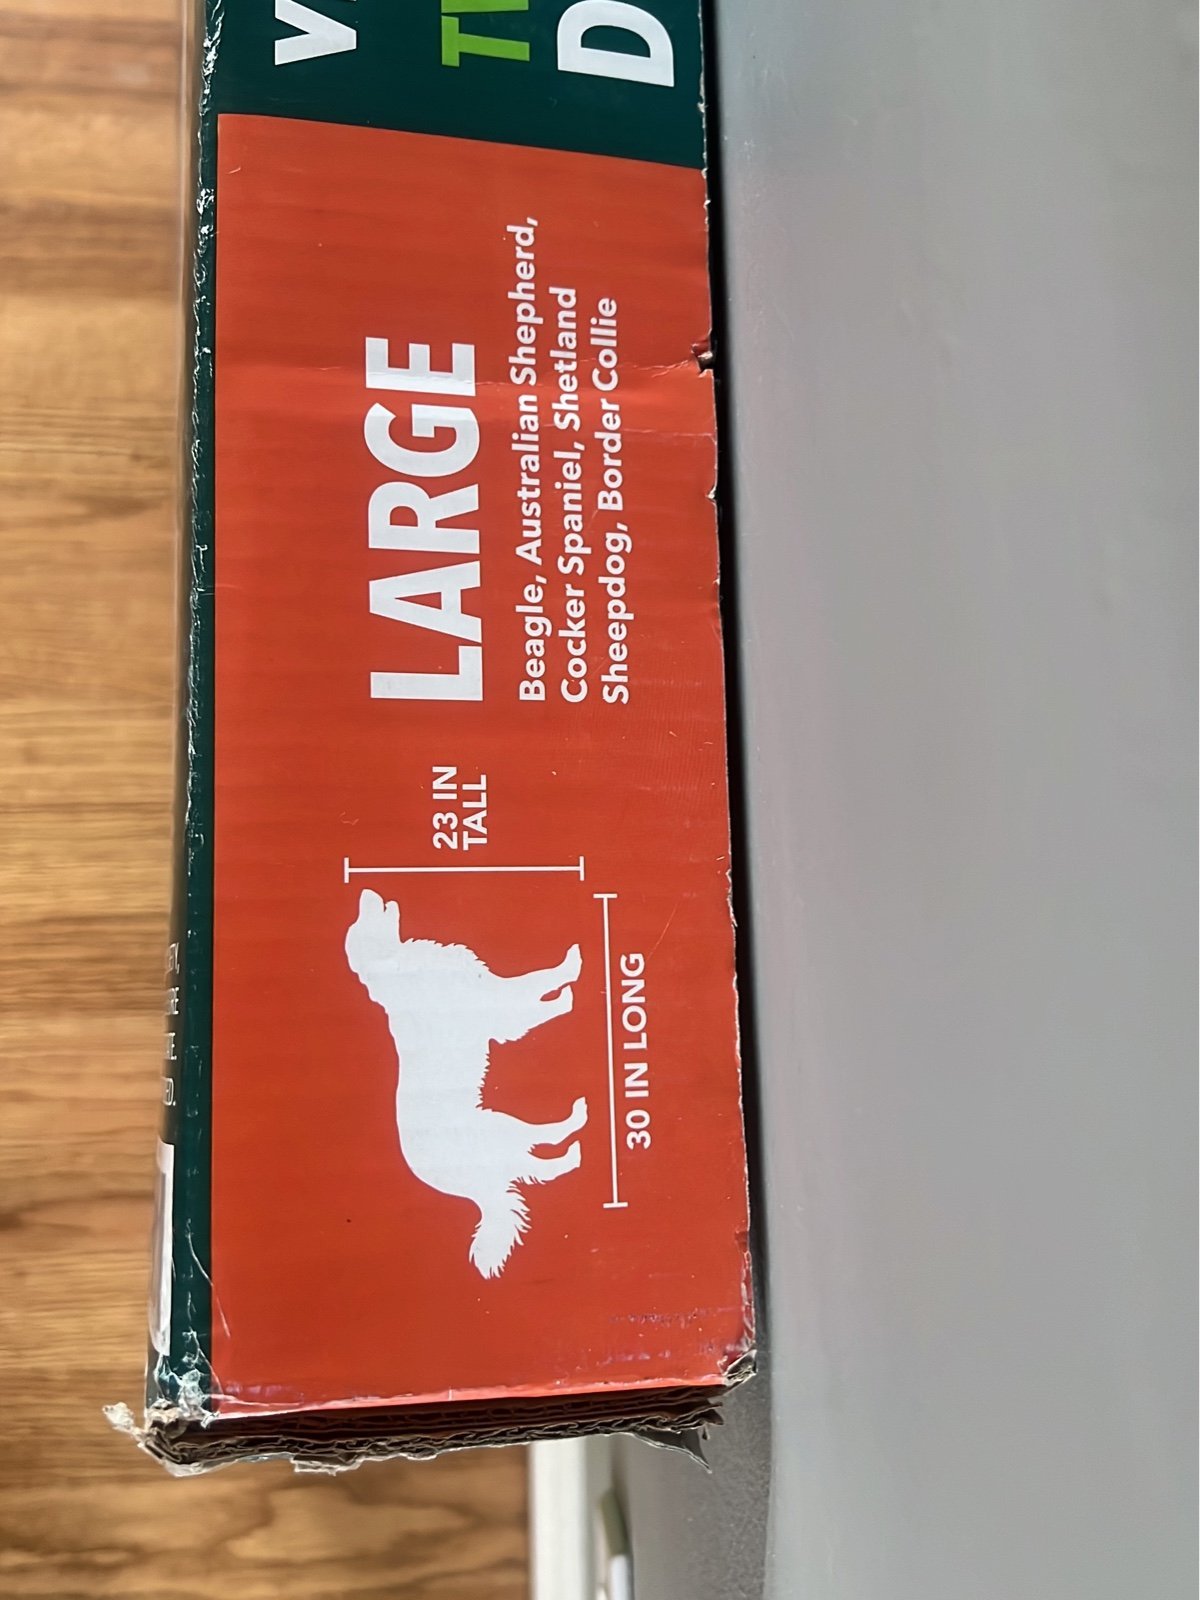 LARGE
Beagle, Australian Shepherd,
Cocker Spaniel, Shetland
Sheepdog, Border Collie
23 IN
TALL
30 IN LONG